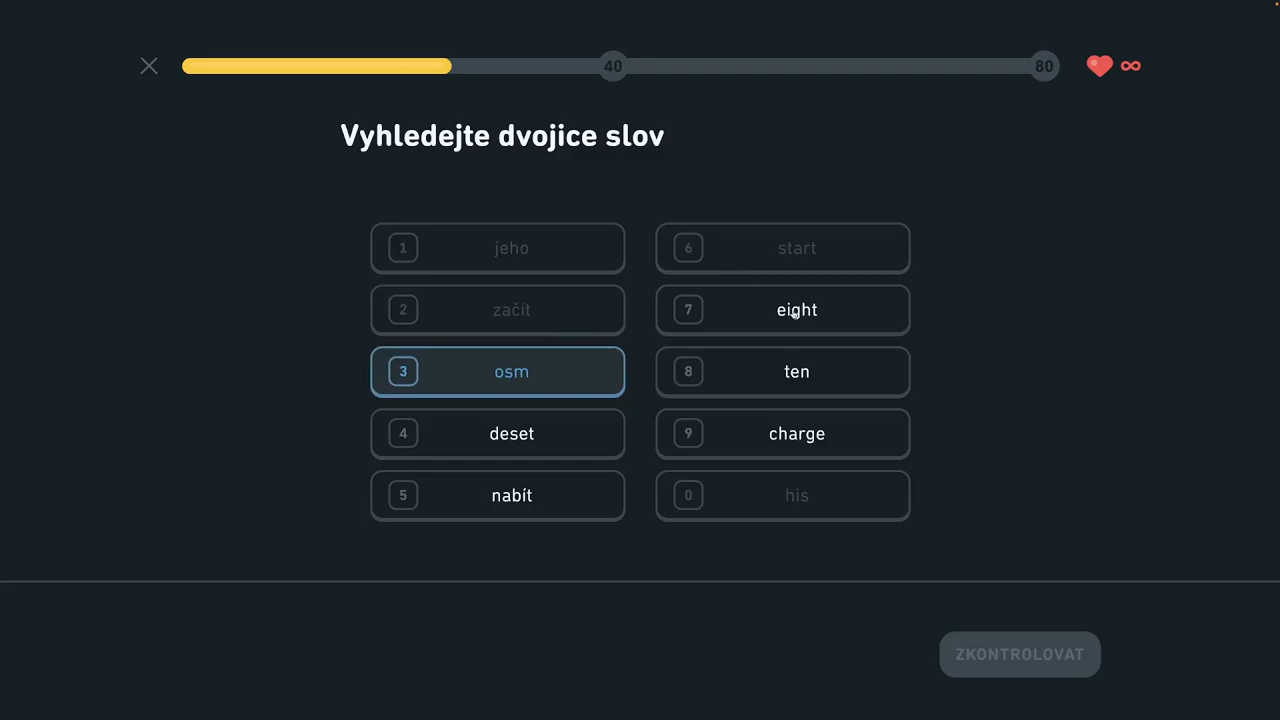 40
80
∞
Vyhledejte dvojice slov
1 jeho
6 start
2 začít
7 eight
3 osm
8 ten
4 deset
9 charge
5 nabít
0 his
ZKONTROLOVAT